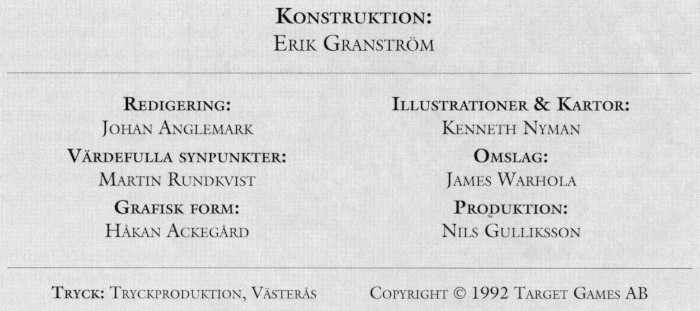 KONSTRUKTION:
ERIK GRANSTRÖM
REDIGERING:
JOHAN ANGLEMARK
VÄRDEFULLA SYNPUNKTER:
MARTIN RUNDKVIST
GRAFISK FORM:
HÅKAN ACKEGÅRD
ILLUSTRATIONER & KARTOR:
KENNETH NYMAN
OMSLAG:
JAMES WARHOLA
PRODUKTION:
NILS GULLIKSSON
TRYCK: TRYCKPRODUKTION, VÄSTERÅS
COPYRIGHT © 1992 TARGET GAMES AB